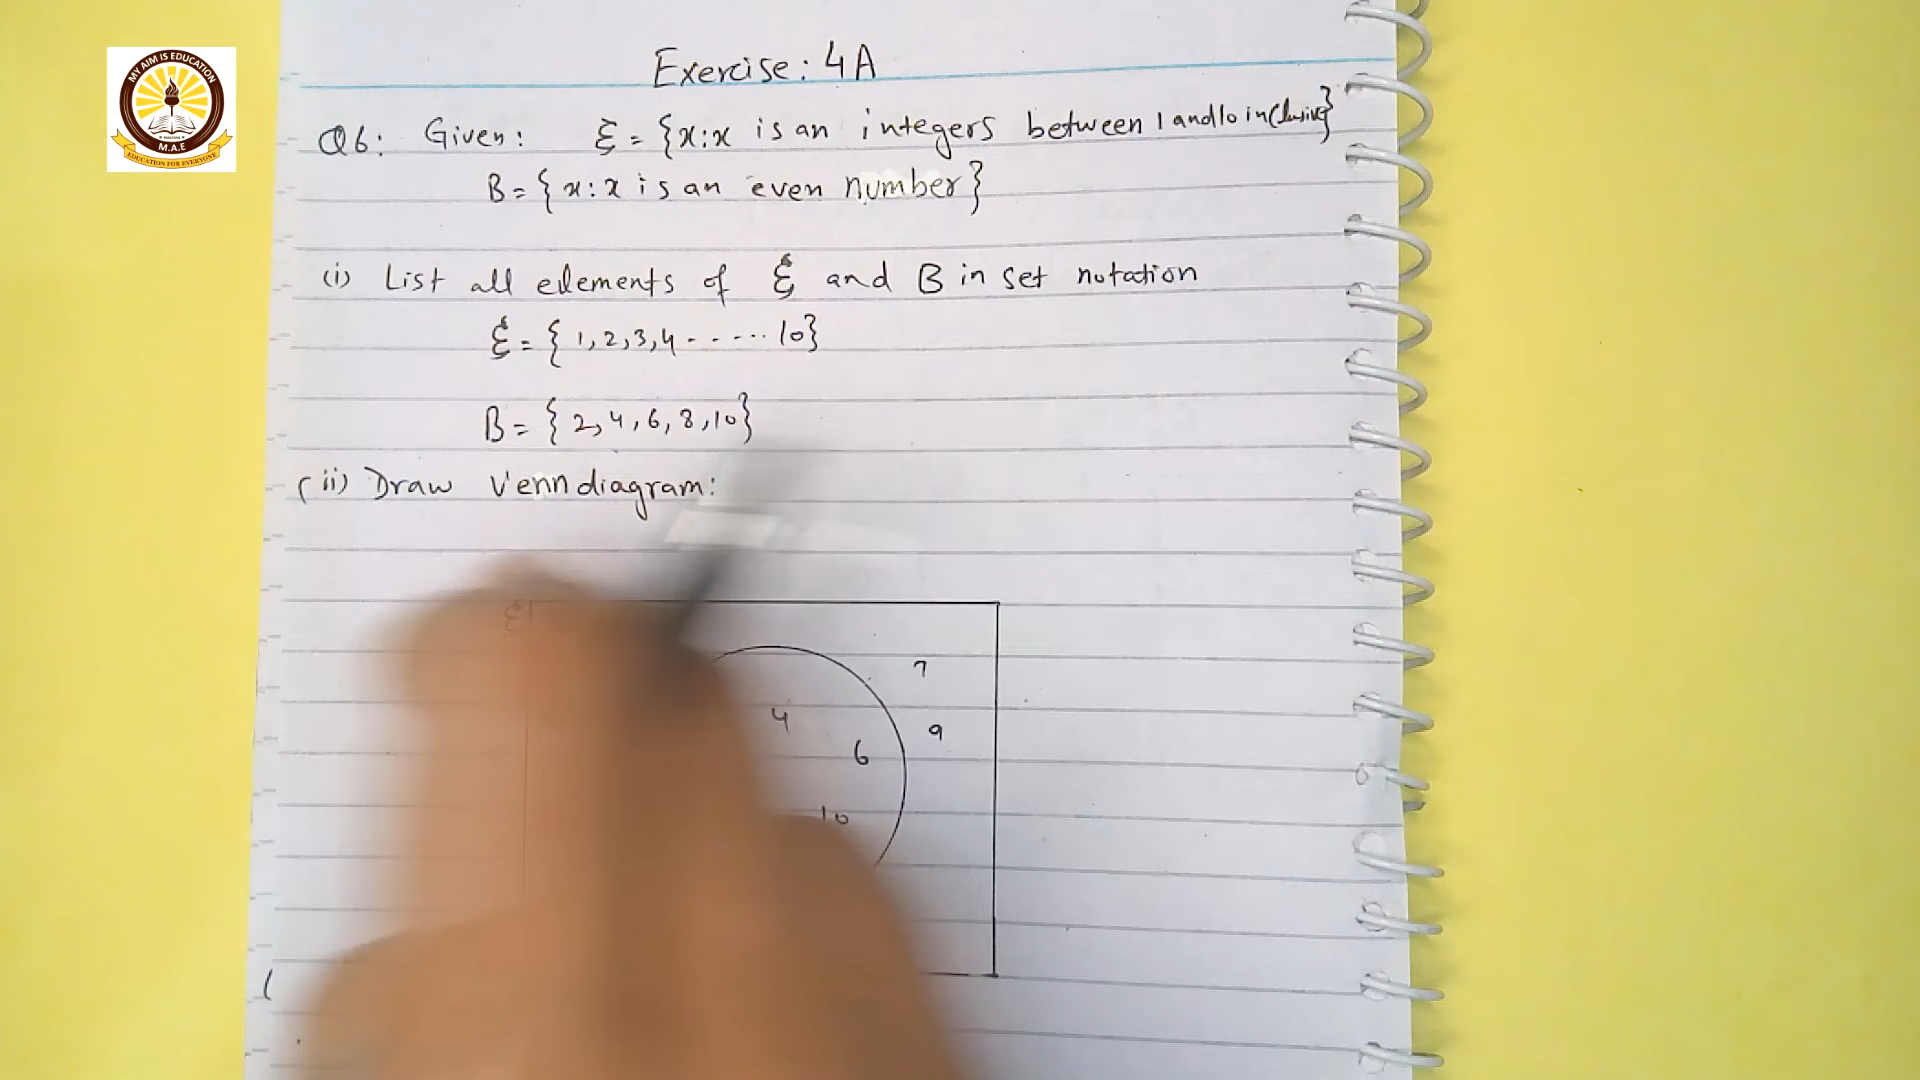 MY AIM IS EDUCATION
M.A.E
EDUCATION FOR EVERYONE
Exercise: 4A
Q6: Given: ξ = {x:x is an integers between 1 and 10 inclusive}
B = {x:x is an even number}
(i) List all elements of ξ and B in set notation
ξ = { 1,2,3,4 - - - ... 10}
B = { 2,4,6,8,10}
(ii) Draw Venn diagram:
ξ
7
4
9
6
10
(